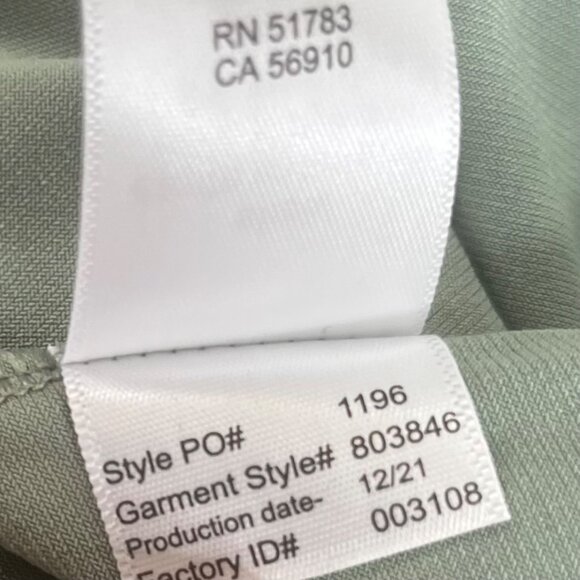 RN 51783
CA 56910
Style PO# 1196
Garment Style# 803846
Production date- 12/21
Factory ID# 003108